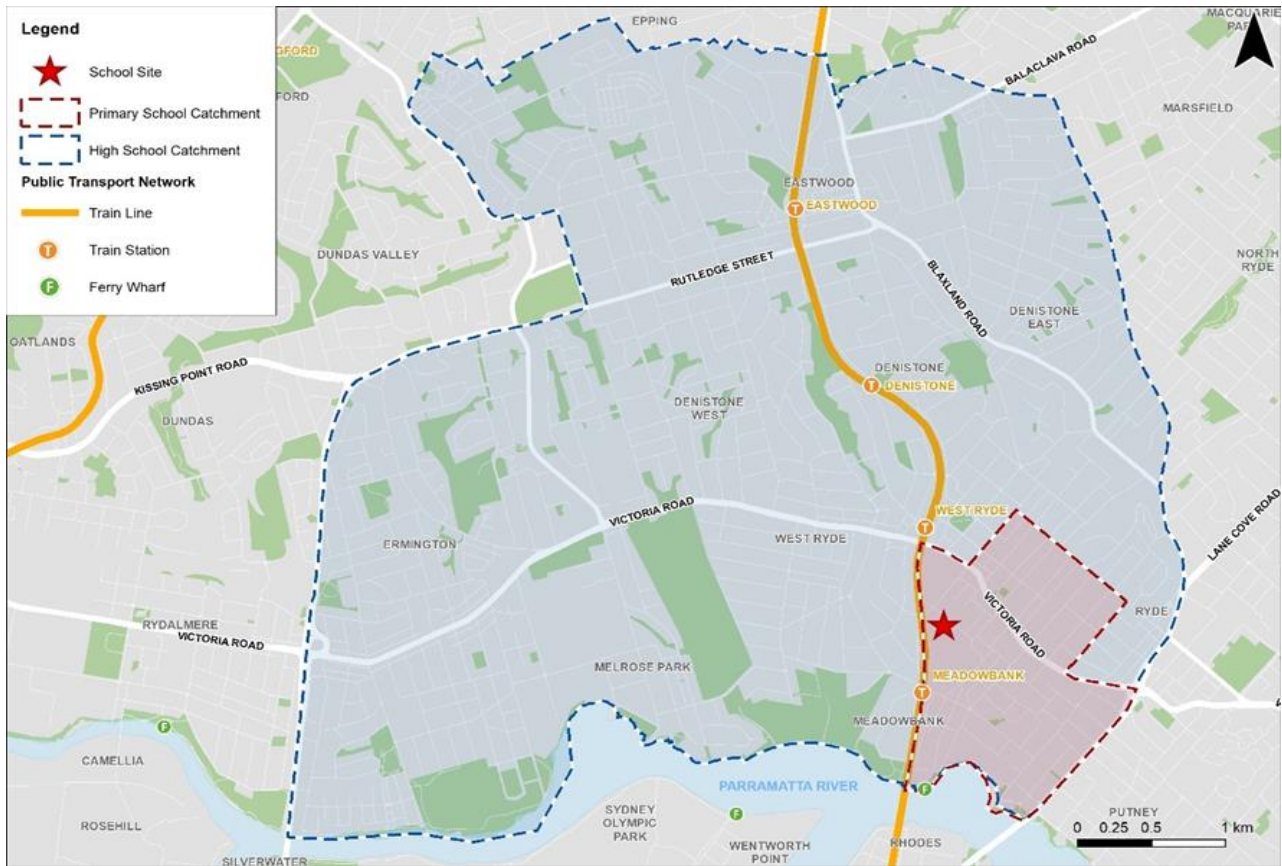 Legend
School Site
Primary School Catchment
High School Catchment
Public Transport Network
Train Line
T
Train Station
F
Ferry Wharf
EPPING
MACQUARIE
PARK
GFORD
FORD
BALACLAVA ROAD
MARSFIELD
EASTWOOD
T EASTWOOD
DUNDAS VALLEY
RUTLEDGE STREET
BLAXLAND ROAD
NORTH
RYDE
DENISTONE
EAST
OATLANDS
KISSING POINT ROAD
DENISTONE
T DENISTONE
DUNDAS
DENISTONE
WEST
WEST RYDE
T
VICTORIA ROAD
WEST RYDE
ERMINGTON
LANE COVE ROAD
VICTORIA ROAD
RYDE
RYDALMERE
VICTORIA ROAD
MELROSE PARK
MEADOWBANK
T
MEADOWBANK
V
F
CAMELLIA
PARRAMATTA RIVER
F
F
SYDNEY
OLYMPIC
PARK
PUTNEY
ROSEHILL
0 0.25 0.5 1 km
WENTWORTH
POINT
RHODES
SILVERWATER